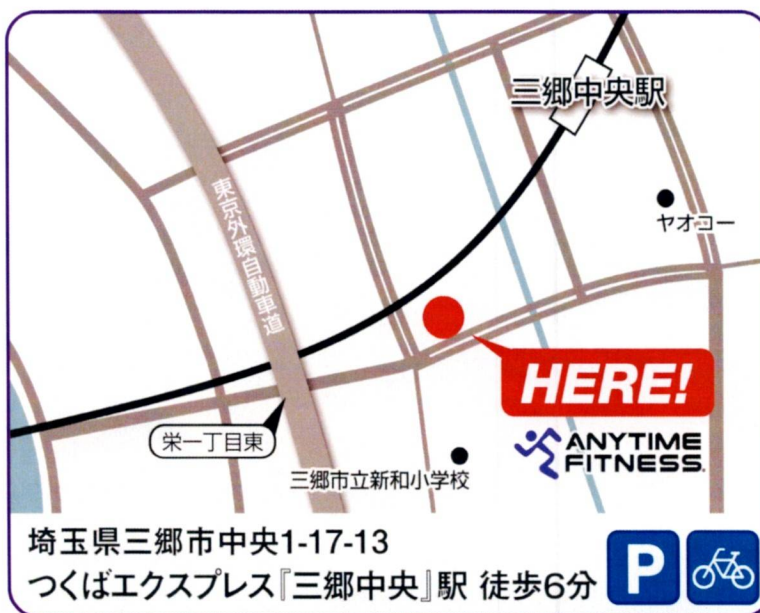 三郷中央駅
ヤオコー
東京外環自動車道
HERE!
ANYTIME
FITNESS.
栄一丁目東
三郷市立新和小学校
埼玉県三郷市中央1-17-13
つくばエクスプレス『三郷中央』駅 徒歩6分
P